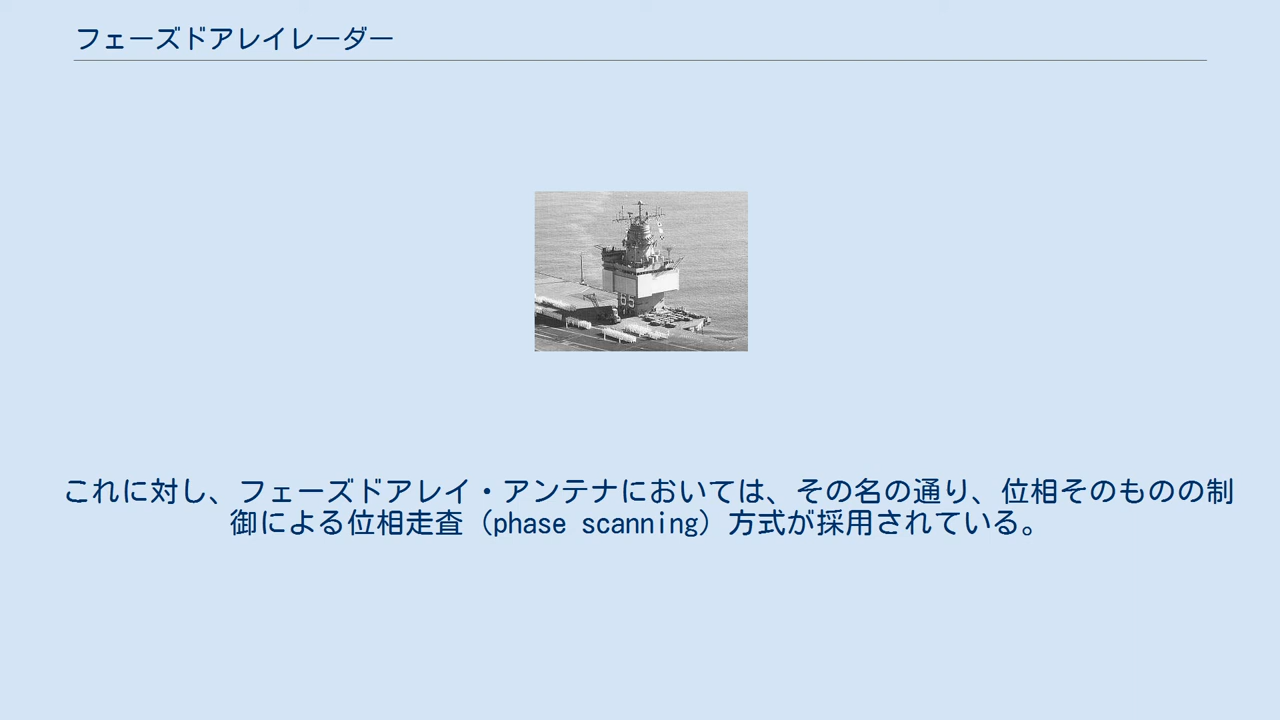 フェーズドアレイレーダー
65
これに対し、フェーズドアレイ・アンテナにおいては、その名の通り、位相そのものの制
御による位相走査（phase scanning）方式が採用されている。